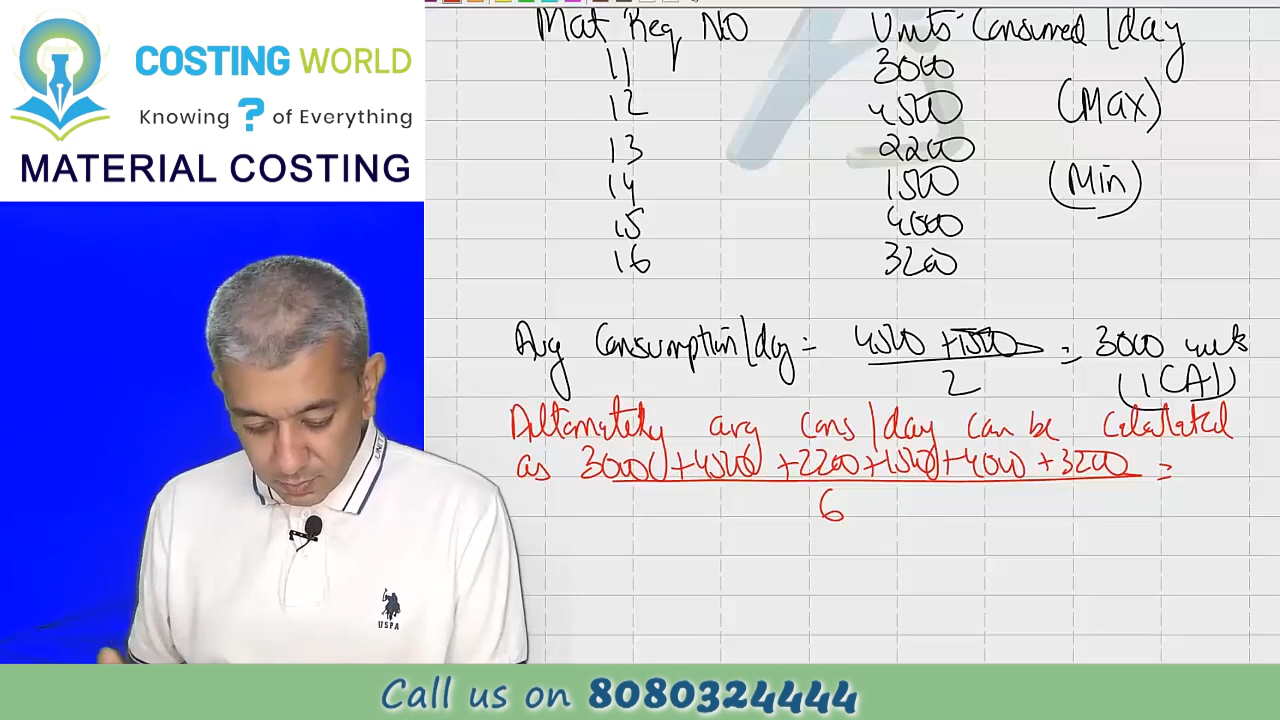 COSTING WORLD
Knowing ? of Everything
MATERIAL COSTING
Mat Req NO Units Consumed /day
11 3000
12 4500 (Max)
13 2200
14 1500 (Min)
15 4000
16 3200
Avg Consumption/day = 4500 + 1500 = 3000 units
2 (ICAI)
Alternately avg cons/day can be calculated
as 3000 + 4500 + 2200 + 1500 + 4000 + 3200 =
6
USPA
Call us on 8080324444